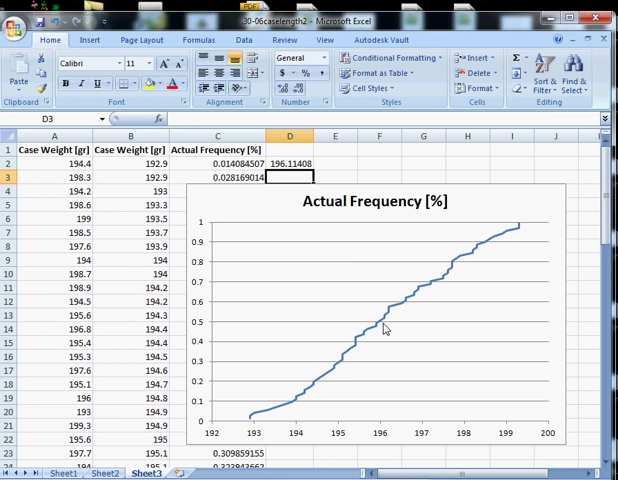 PDF
30-06caselength2 - Microsoft Excel
Home Insert Page Layout Formulas Data Review View Autodesk Vault
Paste
Calibri 11 A A
B I U A
General
$ % ,
Conditional Formatting
Format as Table
Cell Styles
Insert
Delete
Format
Σ
Sort & Filter
Find & Select
Clipboard Font Alignment Number Styles Cells Editing
D3 fx
A B C D E F G H I J
1 Case Weight [gr] Case Weight [gr] Actual Frequency [%]
2 194.4 192.9 0.014084507 196.11408
3 198.3 192.9 0.028169014
4 194.2 193
5 198.6 193.3
6 199 193.5
7 198.5 193.7
8 197.6 193.9
9 194 194
10 198.7 194
11 198.9 194.2
12 194.5 194.2
13 195.6 194.3
14 196.8 194.4
15 195.4 194.4
16 195.3 194.5
17 197.6 194.6
18 195.1 194.7
19 196 194.8
20 193 194.9
21 199.3 194.9
22 195.6 195
23 197.7 195.1 0.309859155
24 194 195.1 0.323943662
Actual Frequency [%]
1
0.9
0.8
0.7
0.6
0.5
0.4
0.3
0.2
0.1
0
192 193 194 195 196 197 198 199 200
Sheet1 Sheet2 Sheet3